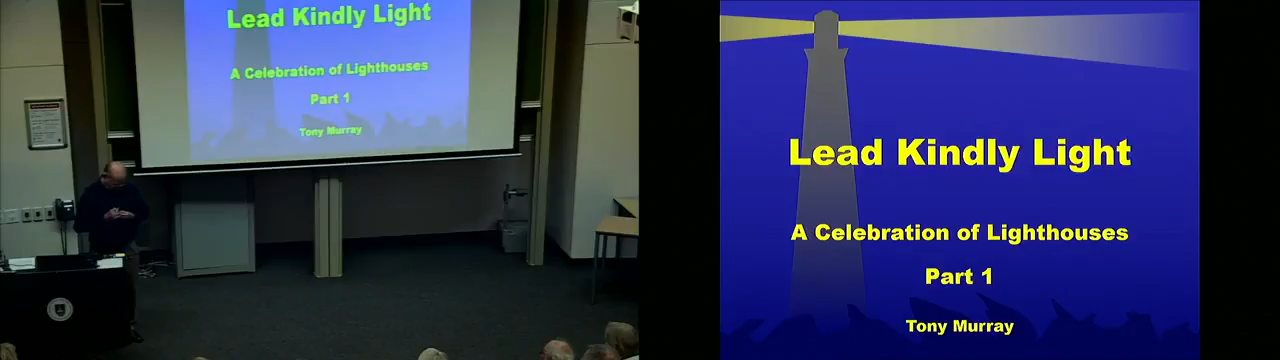 Lead Kindly Light
A Celebration of Lighthouses
Part 1
Tony Murray
Lead Kindly Light
A Celebration of Lighthouses
Part 1
Tony Murray